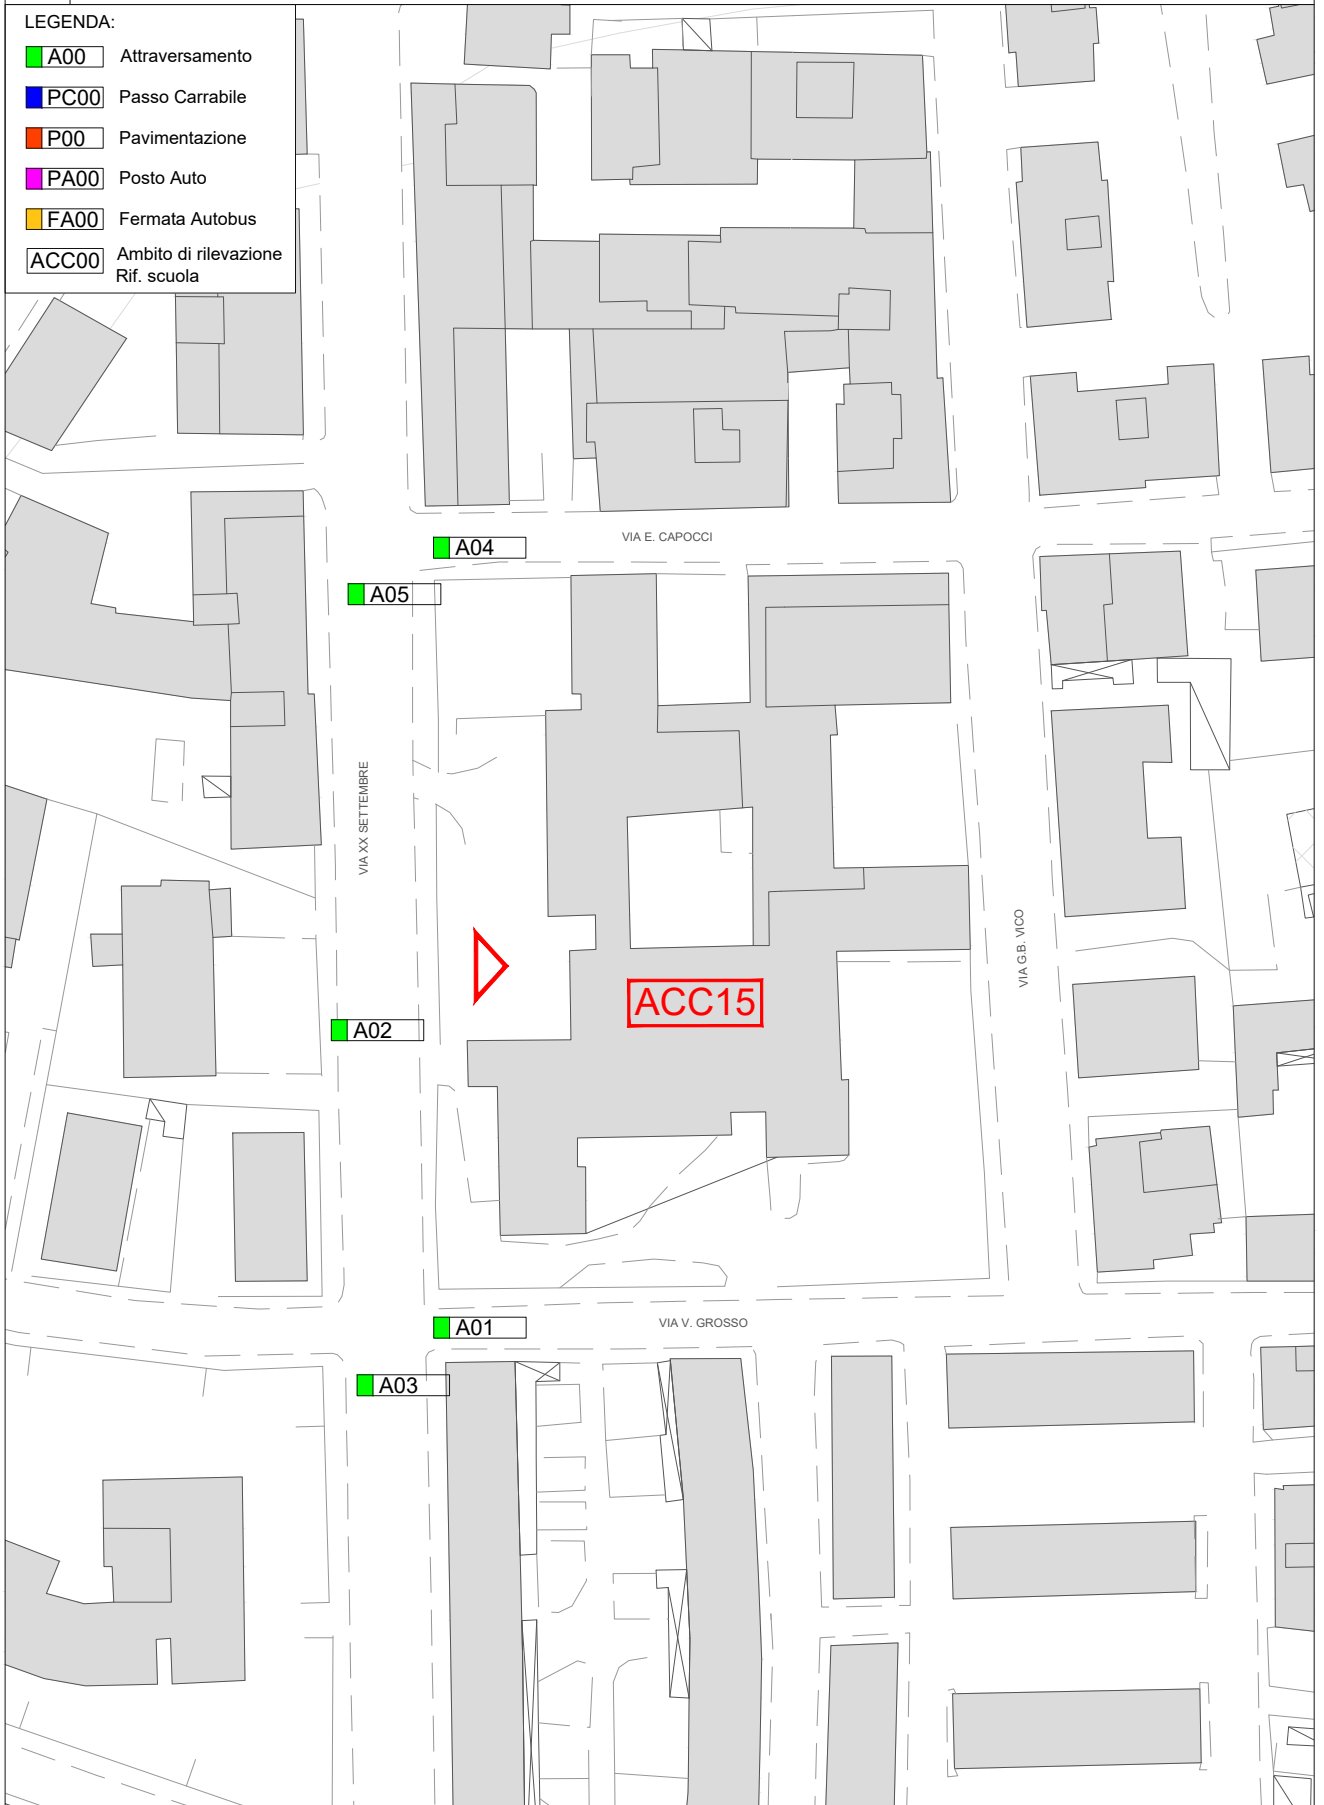 LEGENDA:
A00 Attraversamento
PC00 Passo Carrabile
P00 Pavimentazione
PA00 Posto Auto
FA00 Fermata Autobus
ACC00 Ambito di rilevazione
Rif. scuola
A04
VIA E. CAPOCCI
A05
VIA XX SETTEMBRE
VIA G.B. VICO
ACC15
A02
A01
VIA V. GROSSO
A03